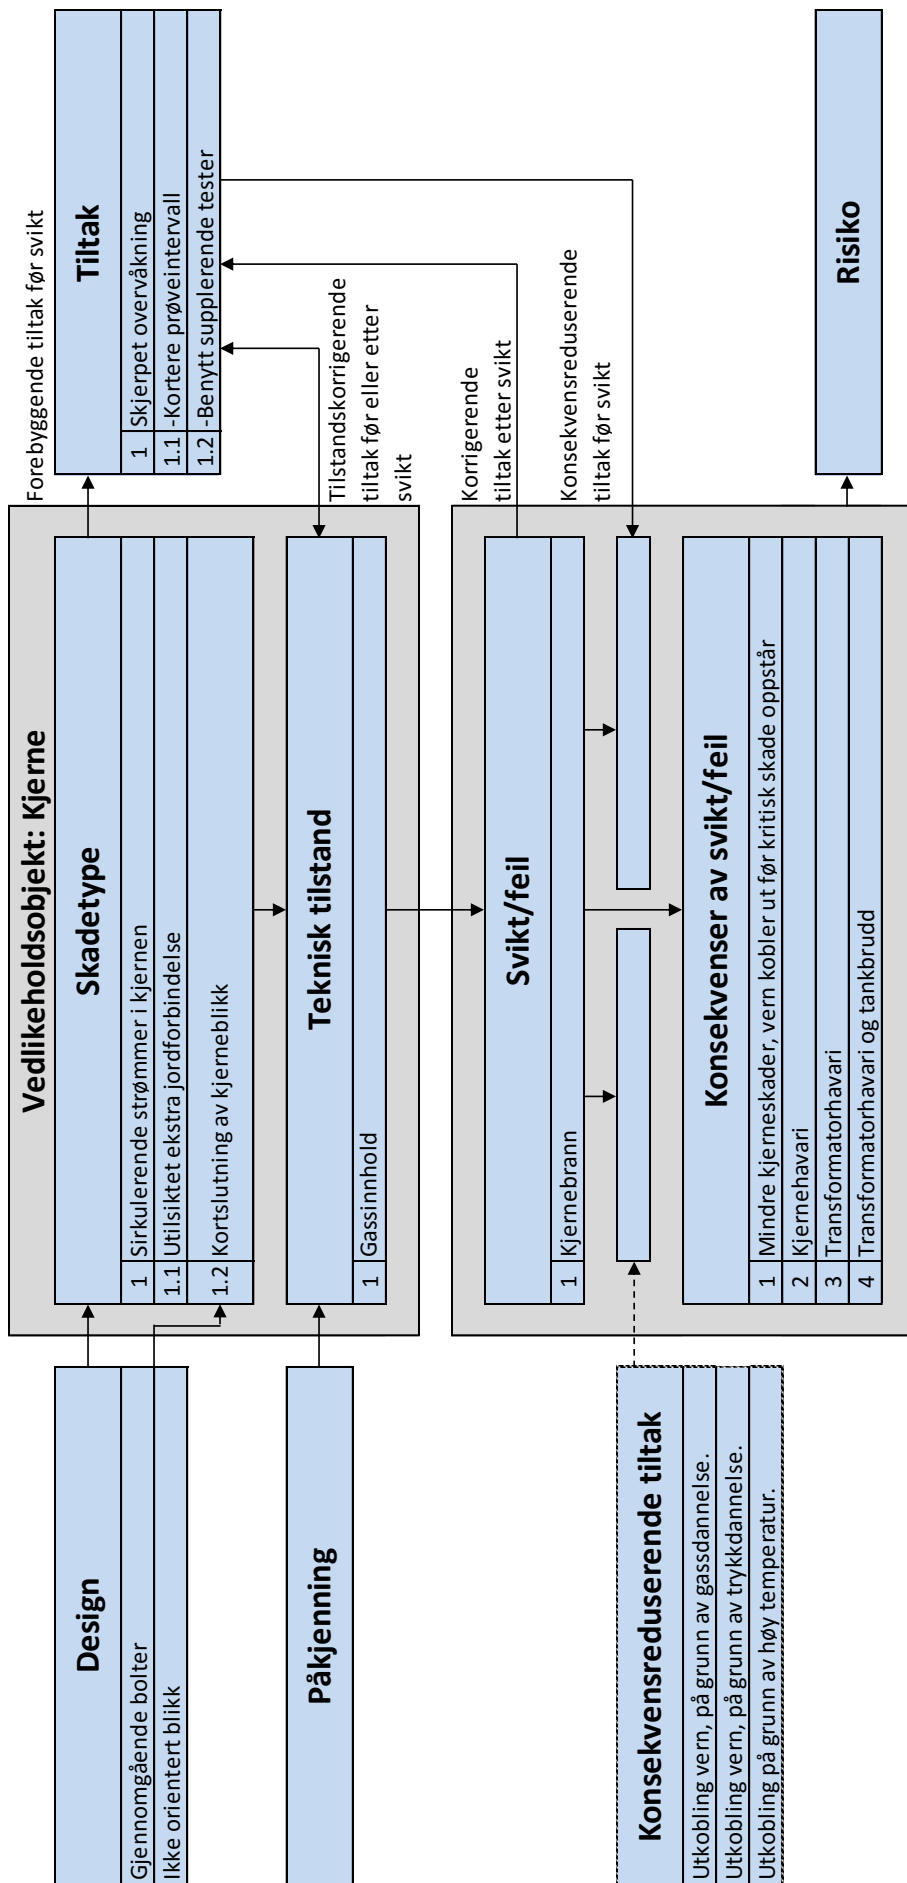 Design
Gjennomgående bolter
Ikke orientert blikk
Påkjenning
Konsekvensreduserende tiltak
Utkobling vern, på grunn av gassdannelse.
Utkobling vern, på grunn av trykkdannelse.
Utkobling på grunn av høy temperatur.
Vedlikeholdsobjekt: Kjerne
Skadetype
1 Sirkulerende strømmer i kjernen
1.1 Utilsiktet ekstra jordforbindelse
1.2 Kortslutning av kjerneblikk
Teknisk tilstand
1 Gassinnhold
Svikt/feil
1 Kjernebrann
Konsekvenser av svikt/feil
1 Mindre kjerneskader, vern kobler ut før kritisk skade oppstår
2 Kjernehavari
3 Transformatorhavari
4 Transformatorhavari og tankbrudd
Forebyggende tiltak før svikt
Tiltak
1 Skjerpet overvåkning
1.1 -Kortere prøveintervall
1.2 -Benytt supplerende tester
Tilstandskorrigerende
tiltak før eller etter
svikt
Korrigerende
tiltak etter svikt
Konsekvensreduserende
tiltak før svikt
Risiko